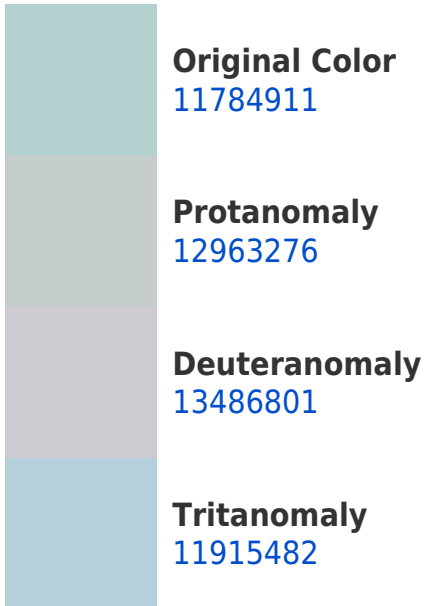 Original Color
11784911
Protanomaly
12963276
Deuteranomaly
13486801
Tritanomaly
11915482